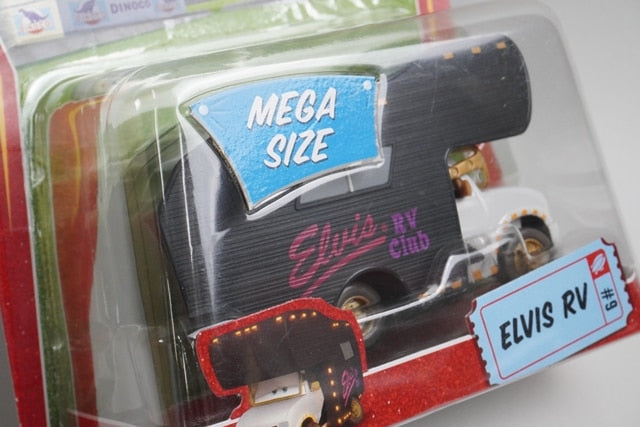 DINOCO
MEGA
SIZE
Elvis
RV
Club
ELVIS RV
#9